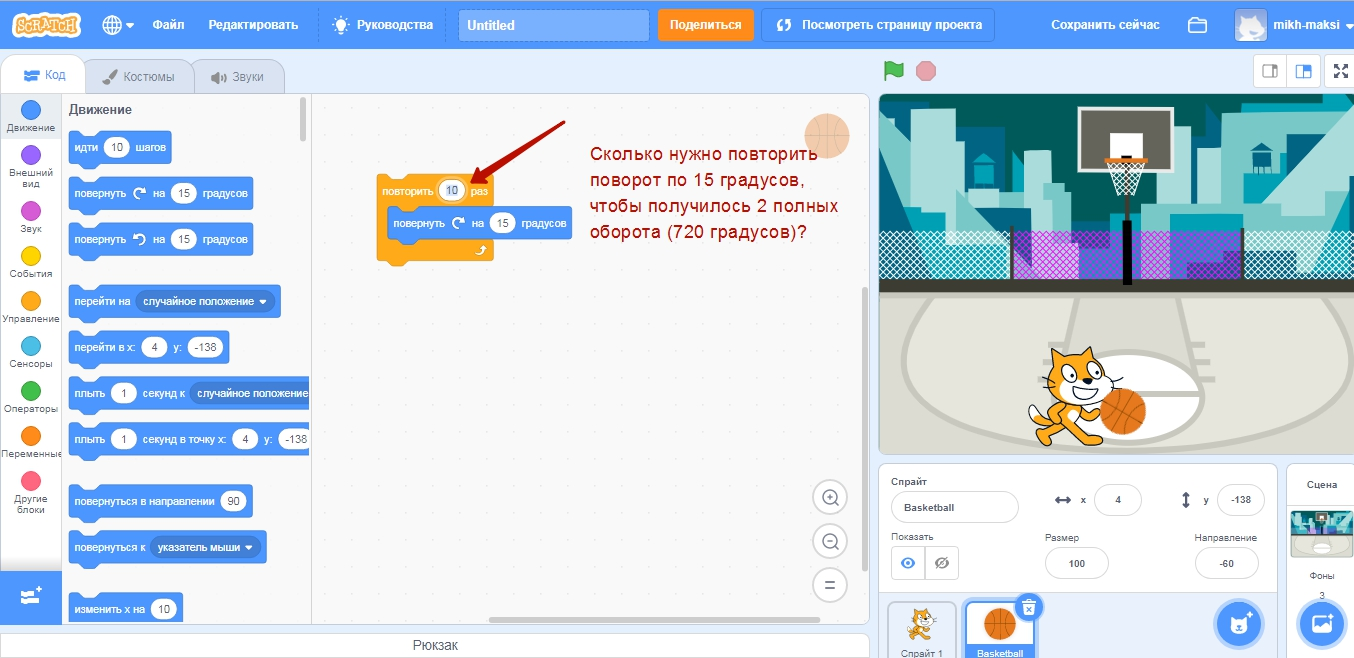 SCRATCH
Файл
Редактировать
Руководства
Untitled
Поделиться
Посмотреть страницу проекта
Сохранить сейчас
mikh-maksi
Код
Костюмы
Звуки
Движение
Внешний
вид
Звук
События
Управление
Сенсоры
Операторы
Переменные
Другие
блоки
Движение
идти 10 шагов
повернуть на 15 градусов
повернуть на 15 градусов
перейти на случайное положение
перейти в x: 4 y: -138
плыть 1 секунд к случайное положение
плыть 1 секунд в точку x: 4 y: -138
повернуться в направлении 90
повернуться к указатель мыши
изменить x на 10
повторить 10 раз
повернуть на 15 градусов
Сколько нужно повторить
поворот по 15 градусов,
чтобы получилось 2 полных
оборота (720 градусов)?
Рюкзак
Спрайт
Basketball
x 4
y -138
Показать
Размер
100
Направление
-60
Спрайт 1
Basketball
Сцена
Фоны
3